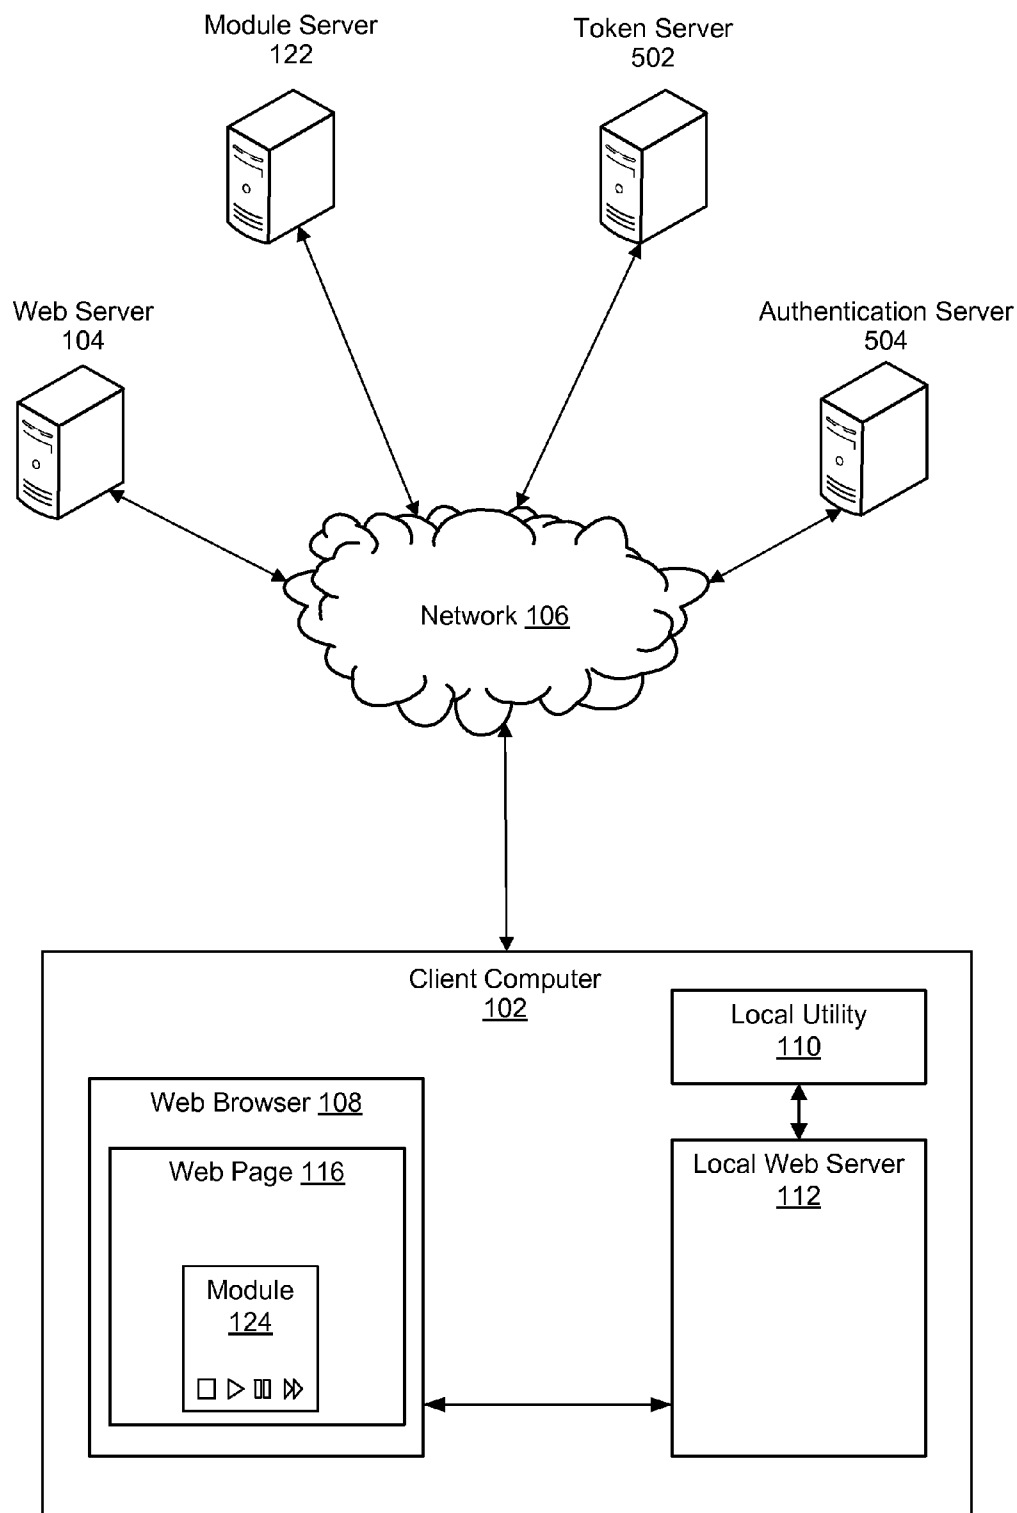 Module Server
122
Token Server
502
Web Server
104
Authentication Server
504
Network 106
Client Computer
102
Local Utility
110
Web Browser 108
Web Page 116
Local Web Server
112
Module
124